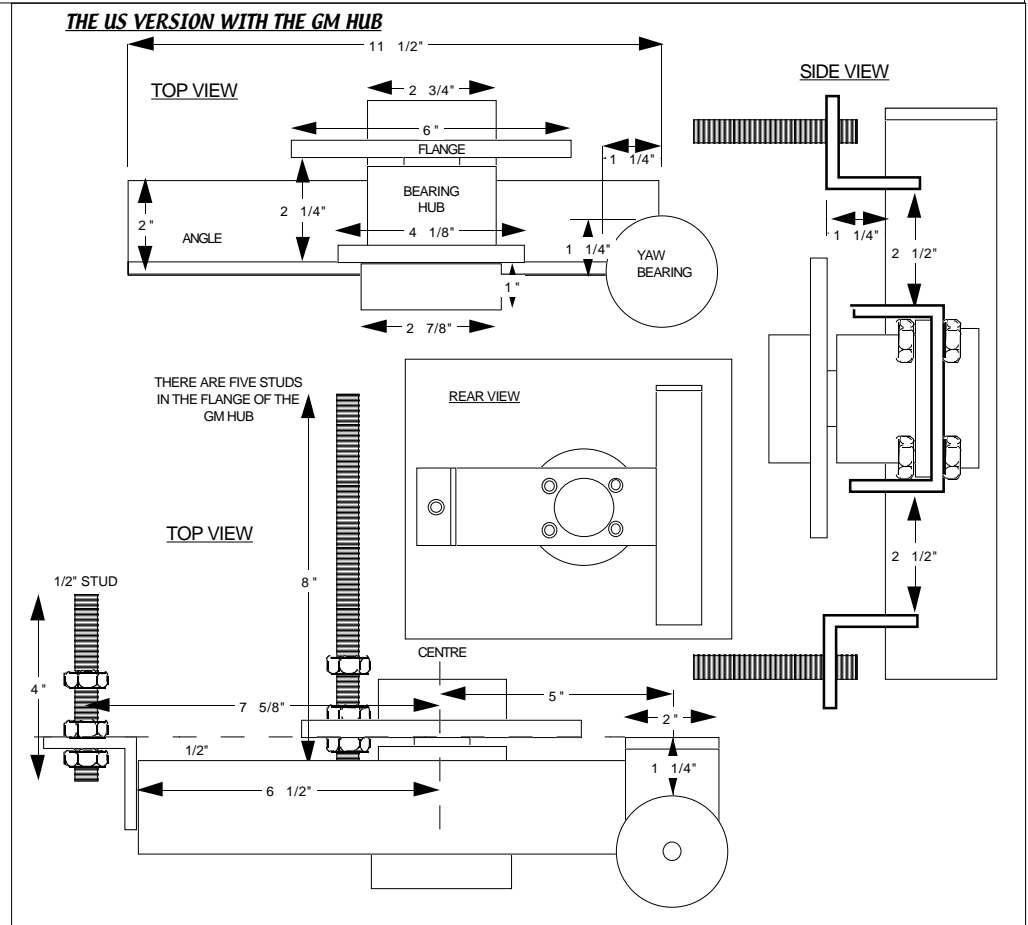 THE US VERSION WITH THE GM HUB
11 1/2"
TOP VIEW
2 3/4"
6"
FLANGE
1 1/4"
BEARING
HUB
2"
2 1/4"
ANGLE
4 1/8"
1 1/4"
YAW
BEARING
1"
2 7/8"
SIDE VIEW
1 1/4"
2 1/2"
2 1/2"
THERE ARE FIVE STUDS
IN THE FLANGE OF THE
GM HUB
REAR VIEW
TOP VIEW
1/2" STUD
8"
CENTRE
4"
7 5/8"
5"
2"
1/2"
1 1/4"
6 1/2"